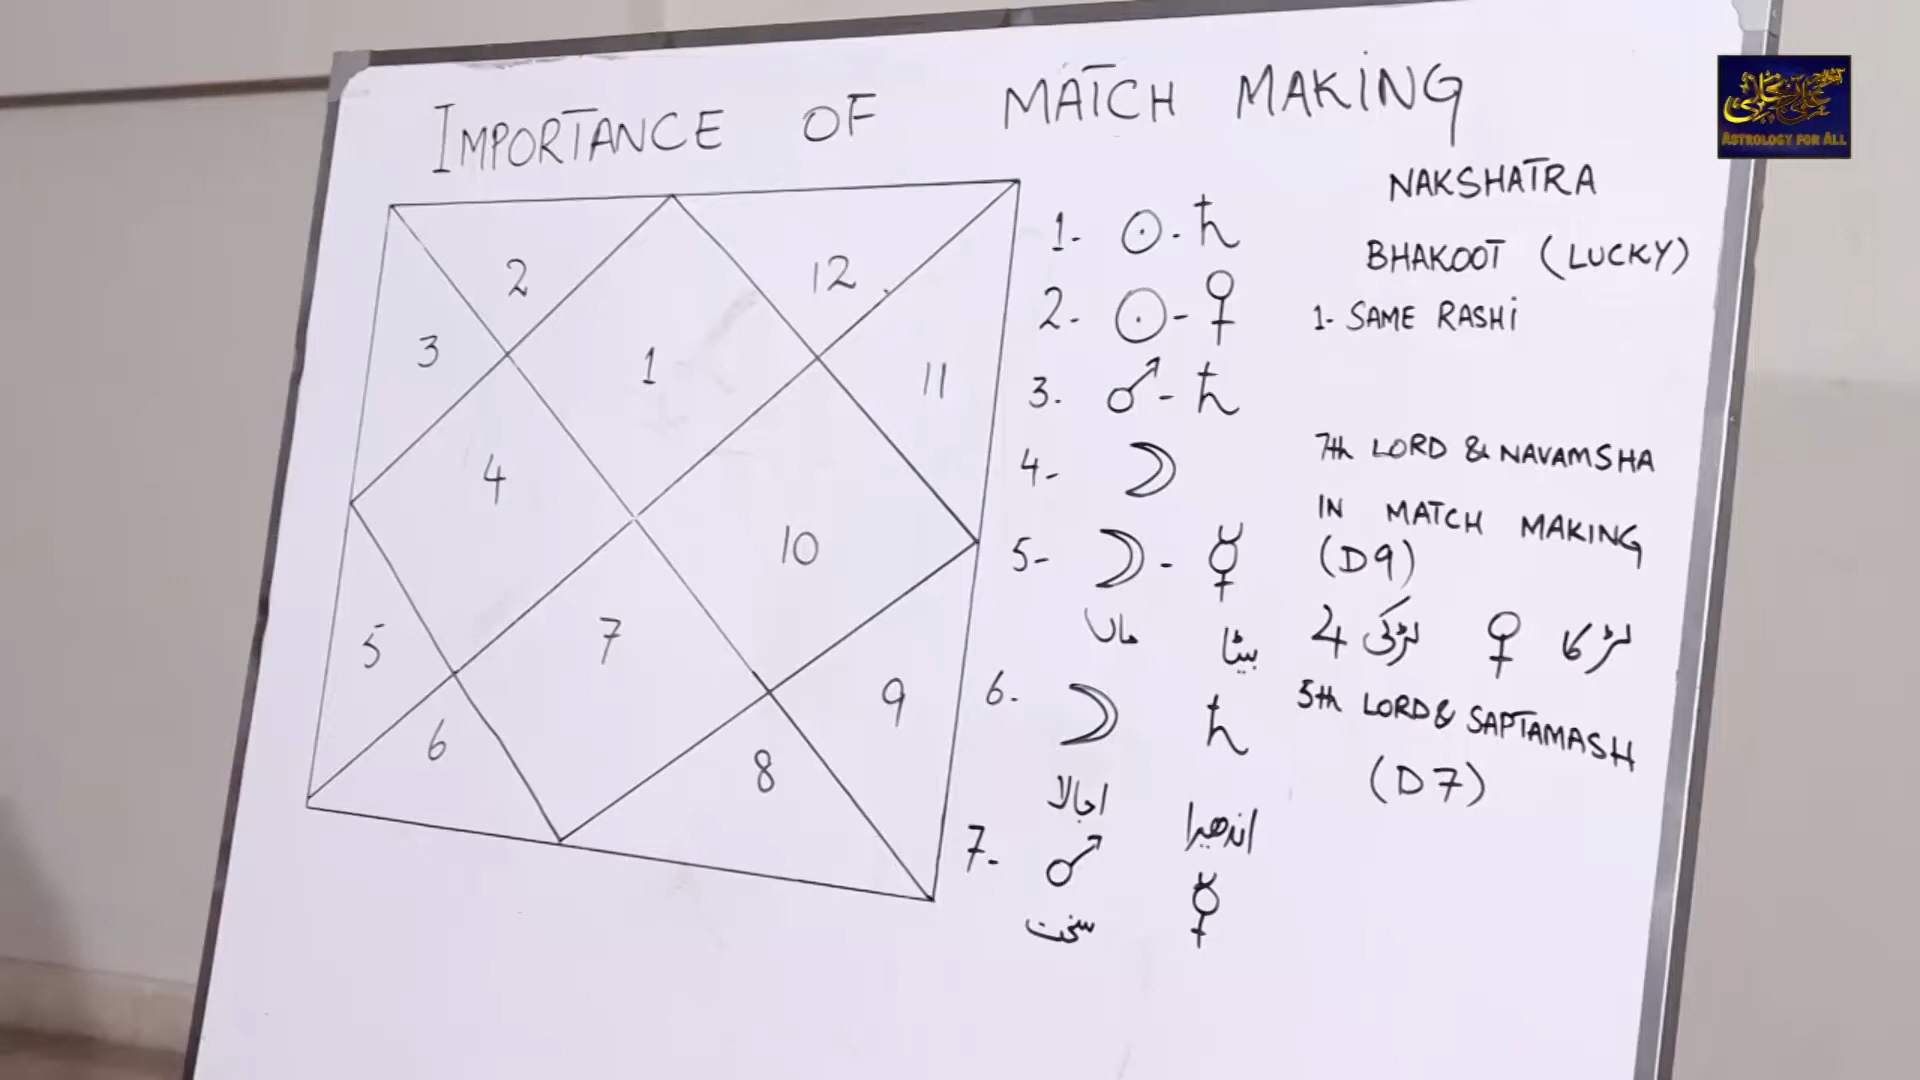 IMPORTANCE OF MATCH MAKING
ASTROLOGY FOR ALL
2
12
3
1
11
4
10
5
7
9
6
8
1- ☉ - ♄
2- ☉ - ♀
3- ♂ - ♄
4- ☽
5- ☽ - ☿
ماں بیٹا
6- ☽ ♄
اجالا اندھیرا
7- ♂ ☿
سخت
NAKSHATRA
BHAKOOT (LUCKY)
1- SAME RASHI
7th LORD & NAVAMSHA
IN MATCH MAKING
(D9)
♃ لڑکی ♀ لڑکا
5th LORD & SAPTAMASH
(D7)